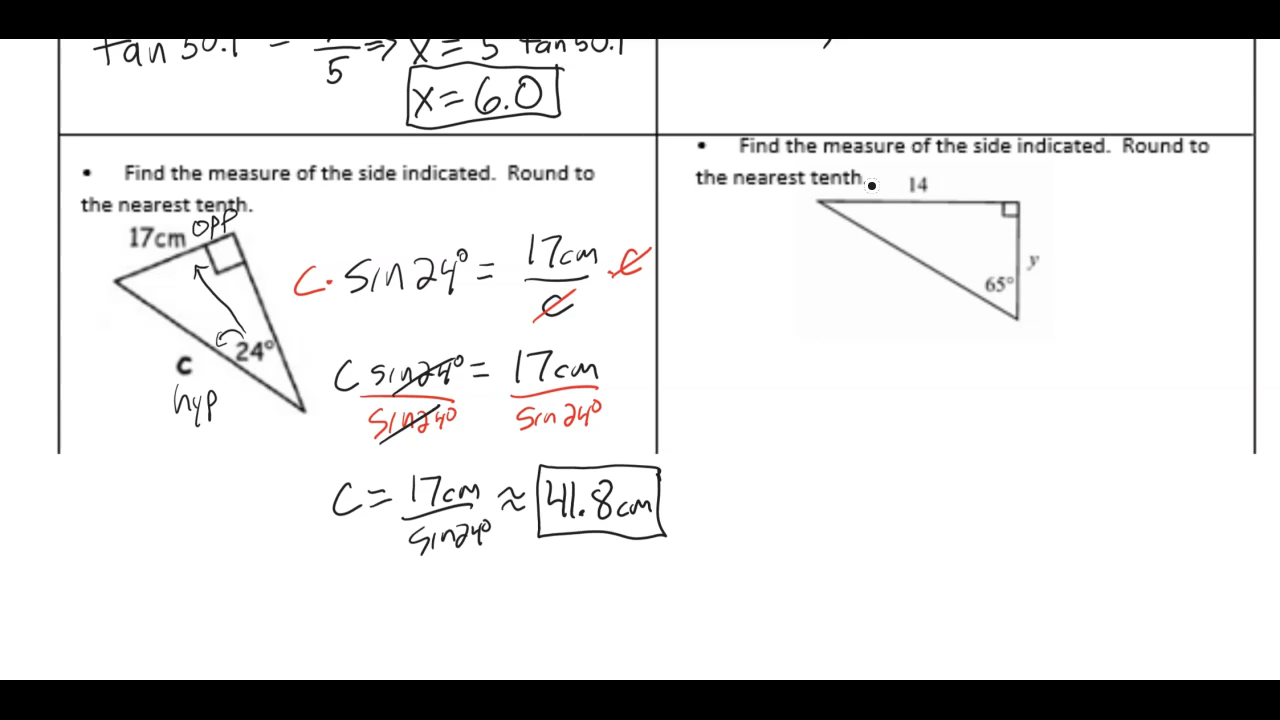 tan 50.1 = 5 ⇒ x = 5 tan 50.1
x = 6.0
• Find the measure of the side indicated. Round to
the nearest tenth.
17cm opp
24°
c
hyp
c · sin 24° = 17cm / c · c
c sin 24° / sin 24° = 17cm / sin 24°
c = 17cm / sin 24° ≈ 41.8cm
• Find the measure of the side indicated. Round to
the nearest tenth.
14
y
65°